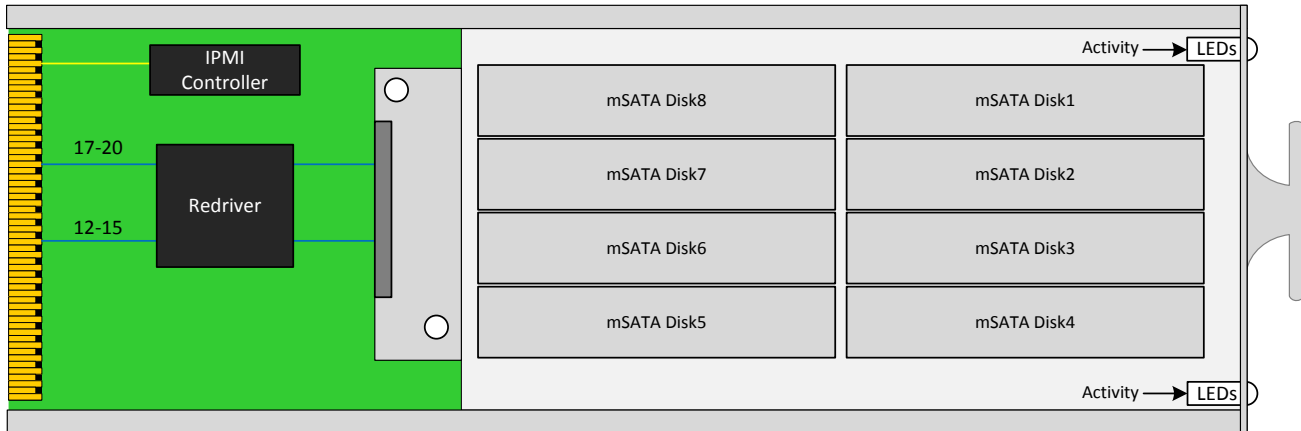 Activity
LEDs
IPMI
Controller
17-20
Redriver
12-15
mSATA Disk8
mSATA Disk1
mSATA Disk7
mSATA Disk2
mSATA Disk6
mSATA Disk3
mSATA Disk5
mSATA Disk4
Activity
LEDs